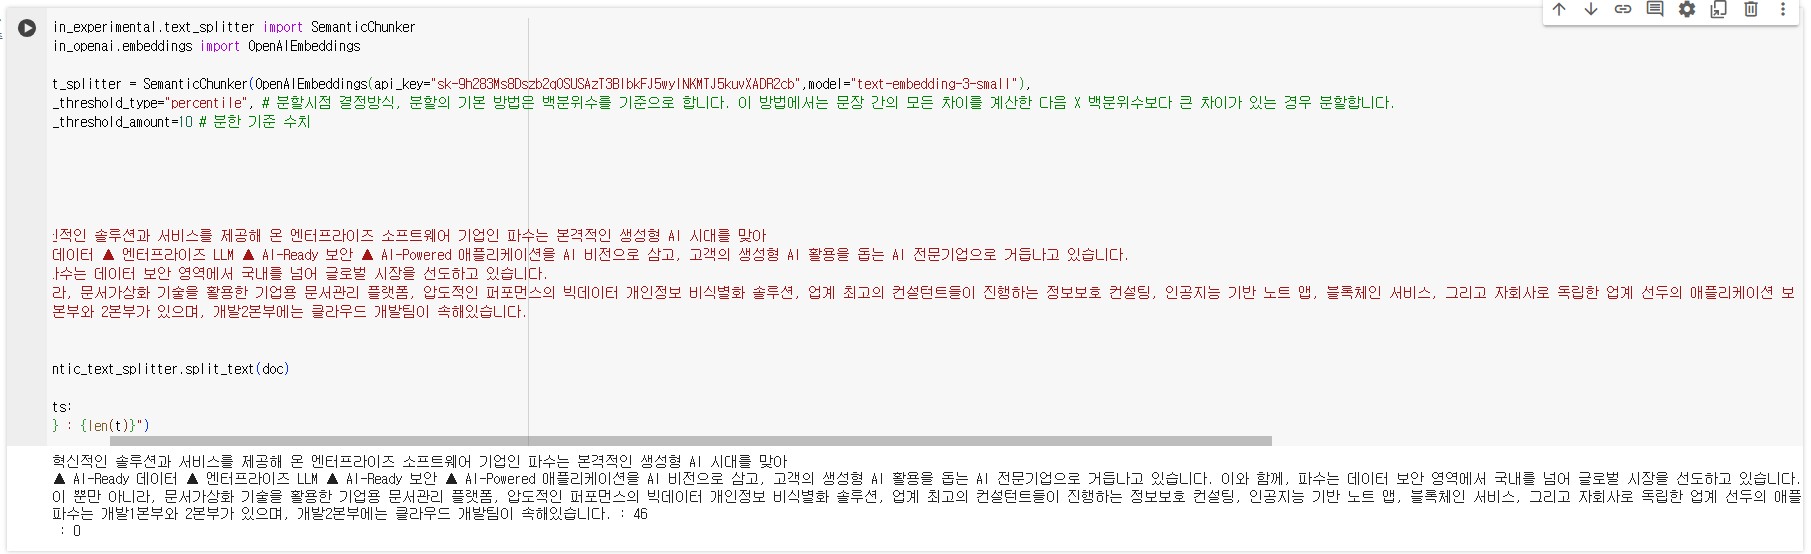 in_experimental.text_splitter import SemanticChunker
in_openai.embeddings import OpenAIEmbeddings
t_splitter = SemanticChunker(OpenAIEmbeddings(api_key="",model="text-embedding-3-small"),
_threshold_type="percentile", # 분할시점 결정방식, 분할의 기본 방법은 백분위수를 기준으로 합니다. 이 방법에서는 문장 간의 모든 차이를 계산한 다음 X 백분위수보다 큰 차이가 있는 경우 분할합니다.
_threshold_amount=10 # 분한 기준 수치
적인 솔루션과 서비스를 제공해 온 엔터프라이즈 소프트웨어 기업인 파수는 본격적인 생성형 AI 시대를 맞아
데이터 ▲ 엔터프라이즈 LLM ▲ AI-Ready 보안 ▲ AI-Powered 애플리케이션을 AI 비전으로 삼고, 고객의 생성형 AI 활용을 돕는 AI 전문기업으로 거듭나고 있습니다.
파수는 데이터 보안 영역에서 국내를 넘어 글로벌 시장을 선도하고 있습니다.
라, 문서가상화 기술을 활용한 기업용 문서관리 플랫폼, 압도적인 퍼포먼스의 빅데이터 개인정보 비식별화 솔루션, 업계 최고의 컨설턴트들이 진행하는 정보보호 컨설팅, 인공지능 기반 노트 앱, 블록체인 서비스, 그리고 자회사로 독립한 업계 선두의 애플리케이션 보
본부와 2본부가 있으며, 개발2본부에는 클라우드 개발팀이 속해있습니다.
ntic_text_splitter.split_text(doc)
ts:
} : {len(t)}")
혁신적인 솔루션과 서비스를 제공해 온 엔터프라이즈 소프트웨어 기업인 파수는 본격적인 생성형 AI 시대를 맞아
▲ AI-Ready 데이터 ▲ 엔터프라이즈 LLM ▲ AI-Ready 보안 ▲ AI-Powered 애플리케이션을 AI 비전으로 삼고, 고객의 생성형 AI 활용을 돕는 AI 전문기업으로 거듭나고 있습니다. 이와 함께, 파수는 데이터 보안 영역에서 국내를 넘어 글로벌 시장을 선도하고 있습니다.
이 뿐만 아니라, 문서가상화 기술을 활용한 기업용 문서관리 플랫폼, 압도적인 퍼포먼스의 빅데이터 개인정보 비식별화 솔루션, 업계 최고의 컨설턴트들이 진행하는 정보보호 컨설팅, 인공지능 기반 노트 앱, 블록체인 서비스, 그리고 자회사로 독립한 업계 선두의 애플
파수는 개발1본부와 2본부가 있으며, 개발2본부에는 클라우드 개발팀이 속해있습니다. : 46
: 0